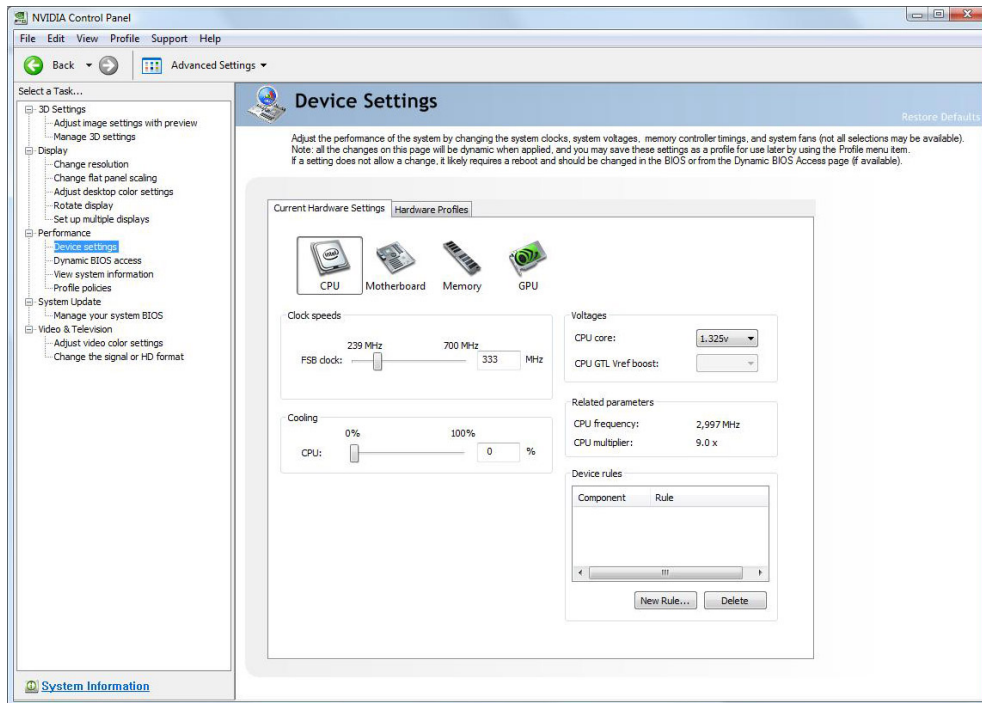 NVIDIA Control Panel
File Edit View Profile Support Help
Back Advanced Settings
Select a Task...
3D Settings
Adjust image settings with preview
Manage 3D settings
Display
Change resolution
Change flat panel scaling
Adjust desktop color settings
Rotate display
Set up multiple displays
Performance
Device settings
Dynamic BIOS access
View system information
Profile policies
System Update
Manage your system BIOS
Video & Television
Adjust video color settings
Change the signal or HD format
System Information
Device Settings
Restore Defaults
Adjust the performance of the system by changing the system clocks, system voltages, memory controller timings, and system fans (not all selections may be available).
Note: all the changes on this page will be dynamic when applied, and you may save these settings as a profile for use later by using the Profile menu item.
If a setting does not allow a change, it likely requires a reboot and should be changed in the BIOS or from the Dynamic BIOS Access page (if available).
Current Hardware Settings Hardware Profiles
intel
CPU Motherboard Memory GPU
Clock speeds
239 MHz 700 MHz
FSB clock: 333 MHz
Cooling
0% 100%
CPU: 0 %
Voltages
CPU core: 1.325v
CPU GTL Vref boost:
Related parameters
CPU frequency: 2,997 MHz
CPU multiplier: 9.0 x
Device rules
Component Rule
New Rule... Delete